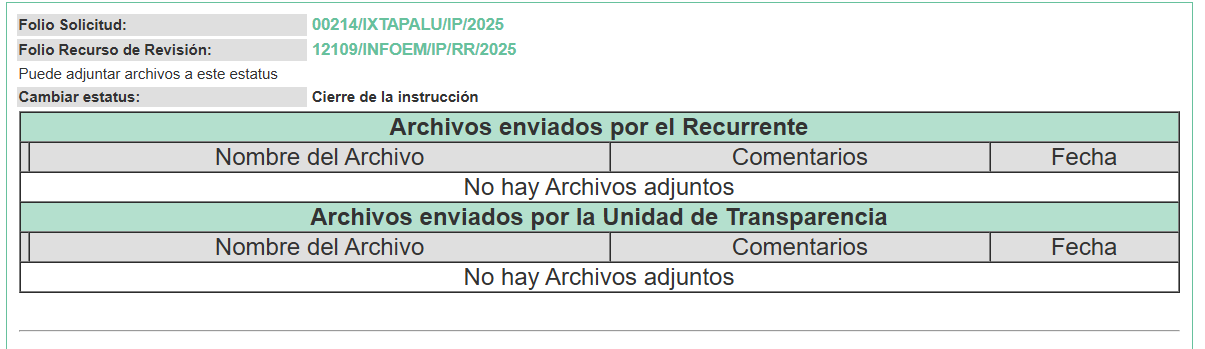 Folio Solicitud: 00214/IXTAPALU/IP/2025
Folio Recurso de Revisión: 12109/INFOEM/IP/RR/2025
Puede adjuntar archivos a este estatus
Cambiar estatus: Cierre de la instrucción
Archivos enviados por el Recurrente
Nombre del Archivo Comentarios Fecha
No hay Archivos adjuntos
Archivos enviados por la Unidad de Transparencia
Nombre del Archivo Comentarios Fecha
No hay Archivos adjuntos